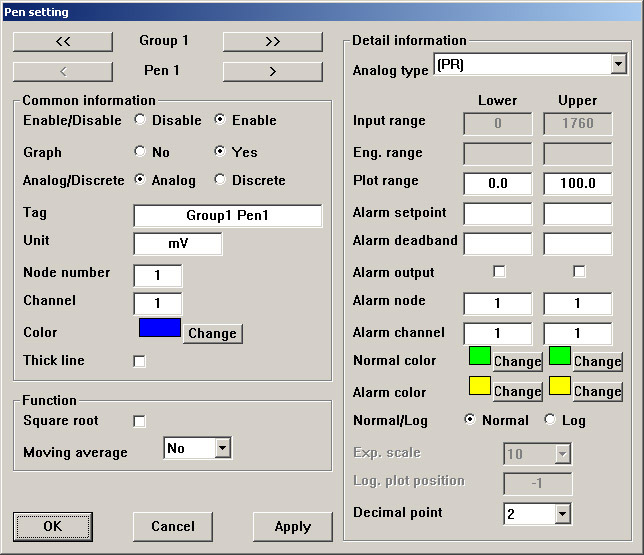 Pen setting
<< Group 1 >>
< Pen 1 >
Common information
Enable/Disable Disable Enable
Graph No Yes
Analog/Discrete Analog Discrete
Tag Group1 Pen1
Unit mV
Node number 1
Channel 1
Color Change
Thick line
Function
Square root
Moving average No
OK Cancel Apply
Detail information
Analog type (PR)
Lower Upper
Input range 0 1760
Eng. range
Plot range 0.0 100.0
Alarm setpoint
Alarm deadband
Alarm output
Alarm node 1 1
Alarm channel 1 1
Normal color Change Change
Alarm color Change Change
Normal/Log Normal Log
Exp. scale 10
Log. plot position -1
Decimal point 2